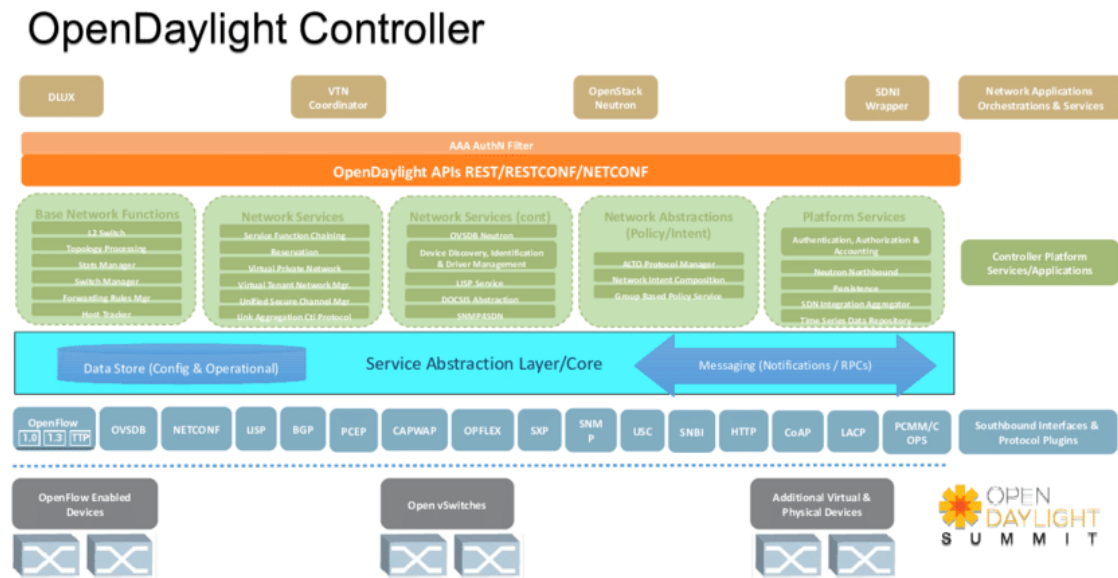 OpenDaylight Controller
DLUX
VTN
Coordinator
OpenStack
Neutron
SDNI
Wrapper
Network Applications
Orchestrations & Services
AAA AuthN Filter
OpenDaylight APIs REST/RESTCONF/NETCONF
Base Network Functions
L2 Switch
Topology Processing
Stats Manager
Switch Manager
Forwarding Rules Mgr
Host Tracker
Network Services
Service Function Chaining
Reservation
Virtual Private Network
Virtual Tenant Network Mgr.
Unified Secure Channel Mgr
Link Aggregation Ctl Protocol
Network Services (cont)
OVSDB Neutron
Device Discovery, Identification
& Driver Management
LISP Service
DOCSIS Abstraction
SNMP4SDN
Network Abstractions
(Policy/Intent)
ALTO Protocol Manager
Network Intent Composition
Group Based Policy Service
Platform Services
Authentication, Authorization &
Accounting
Neutron Northbound
Persistence
SDN Integration Aggregator
Time Series Data Repository
Controller Platform
Services/Applications
Data Store (Config & Operational)
Service Abstraction Layer/Core
Messaging (Notifications / RPCs)
OpenFlow
1.0 1.3 TTP
OVSDB
NETCONF
LISP
BGP
PCEP
CAPWAP
OPFLEX
SXP
SNM
P
USC
SNBI
HTTP
CoAP
LACP
PCMM/C
OPS
Southbound Interfaces &
Protocol Plugins
OpenFlow Enabled
Devices
Open vSwitches
Additional Virtual &
Physical Devices
OPEN
DAYLIGHT
SUMMIT